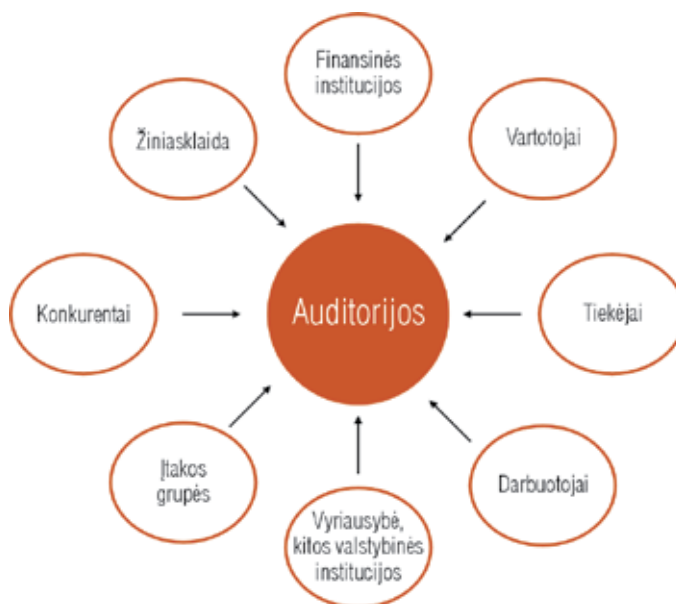 Finansinės
institucijos
Žiniasklaida
Vartotojai
Konkurentai
Auditorijos
Tiekėjai
Įtakos
grupės
Darbuotojai
Vyriausybė,
kitos valstybinės
institucijos